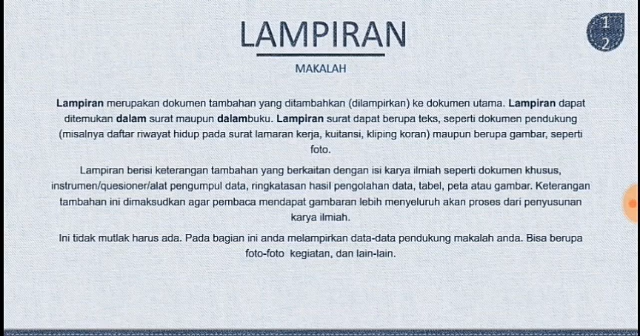 LAMPIRAN
1
2
MAKALAH
Lampiran merupakan dokumen tambahan yang ditambahkan (dilampirkan) ke dokumen utama. Lampiran dapat
ditemukan dalam surat maupun dalambuku. Lampiran surat dapat berupa teks, seperti dokumen pendukung
(misalnya daftar riwayat hidup pada surat lamaran kerja, kuitansi, kliping koran) maupun berupa gambar, seperti
foto.
Lampiran berisi keterangan tambahan yang berkaitan dengan isi karya ilmiah seperti dokumen khusus,
instrumen/quesioner/alat pengumpul data, ringkatasan hasil pengolahan data, tabel, peta atau gambar. Keterangan
tambahan ini dimaksudkan agar pembaca mendapat gambaran lebih menyeluruh akan proses dari penyusunan
karya ilmiah.
Ini tidak mutlak harus ada. Pada bagian ini anda melampirkan data-data pendukung makalah anda. Bisa berupa
foto-foto kegiatan, dan lain-lain.